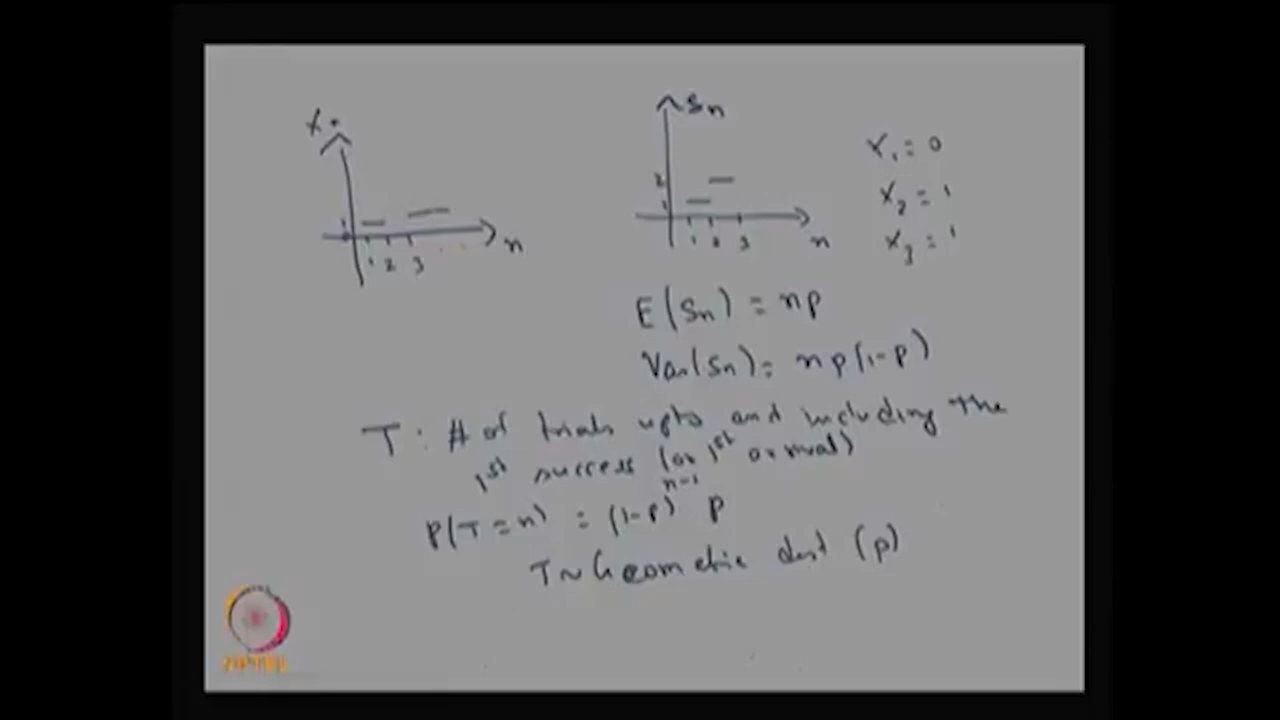 Xn
1
0
1 2 3
n
Sn
2
1
1 2 3
n
X1 = 0
X2 = 1
X3 = 1
E(Sn) = np
Var(Sn) = np(1-p)
T: # of trials upto and including the
1st success (or 1st arrival)
P(T=n) = (1-p)^{n-1} p
T ~ Geometric dist (p)
NPTEL